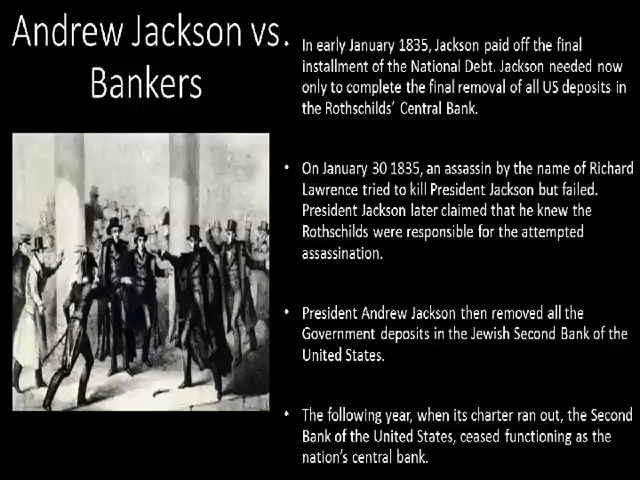 Andrew Jackson vs.
Bankers
In early January 1835, Jackson paid off the final
installment of the National Debt. Jackson needed now
only to complete the final removal of all US deposits in
the Rothschilds' Central Bank.
• On January 30 1835, an assassin by the name of Richard
Lawrence tried to kill President Jackson but failed.
President Jackson later claimed that he knew the
Rothschilds were responsible for the attempted
assassination.
• President Andrew Jackson then removed all the
Government deposits in the Jewish Second Bank of the
United States.
• The following year, when its charter ran out, the Second
Bank of the United States, ceased functioning as the
nation's central bank.